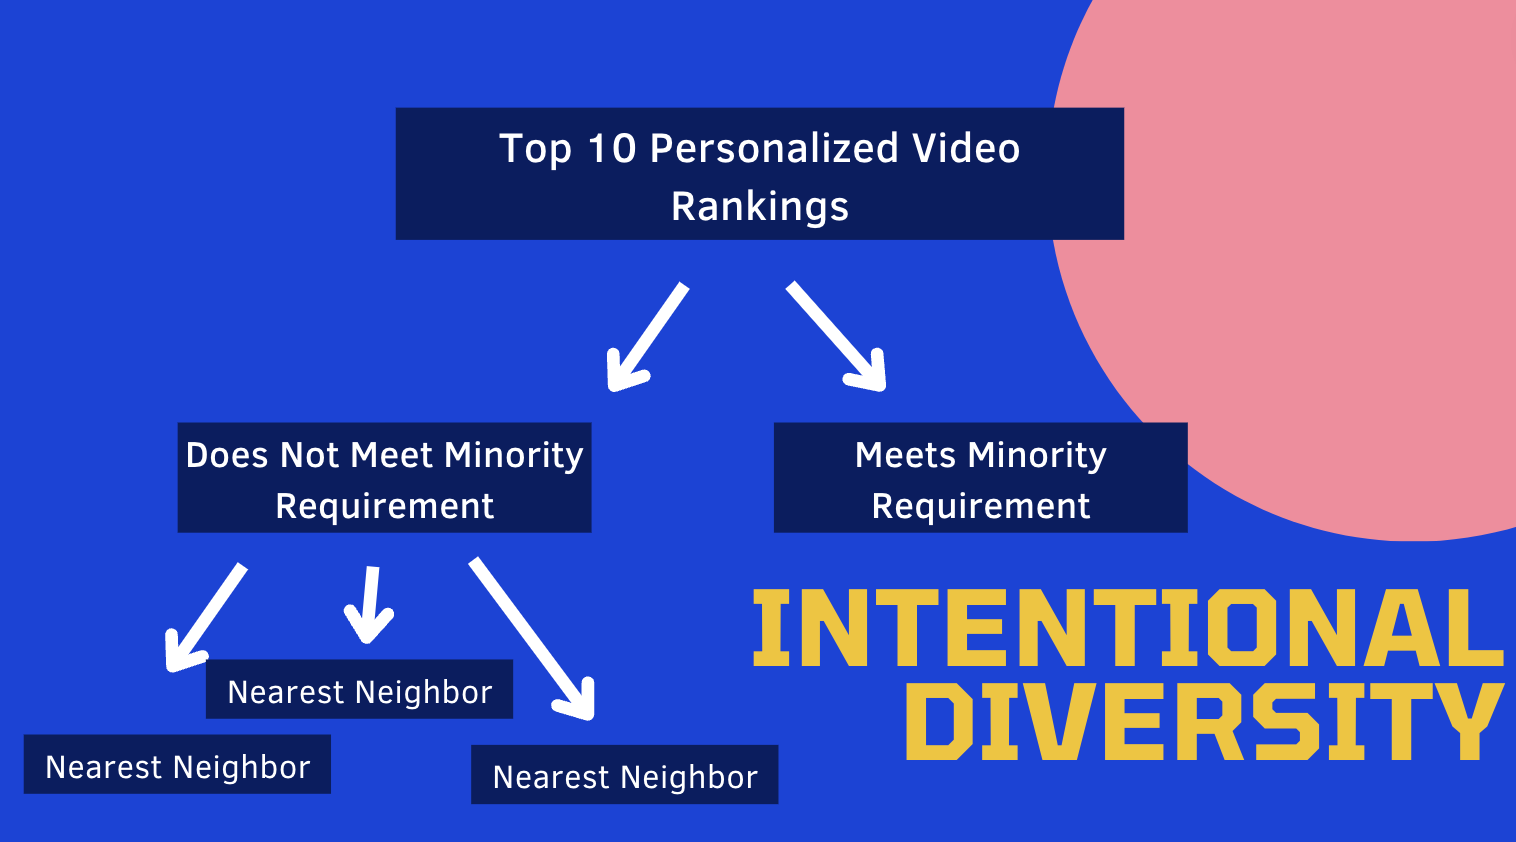 Top 10 Personalized Video
Rankings
Does Not Meet Minority
Requirement
Meets Minority
Requirement
Nearest Neighbor
Nearest Neighbor
Nearest Neighbor
INTENTIONAL
DIVERSITY